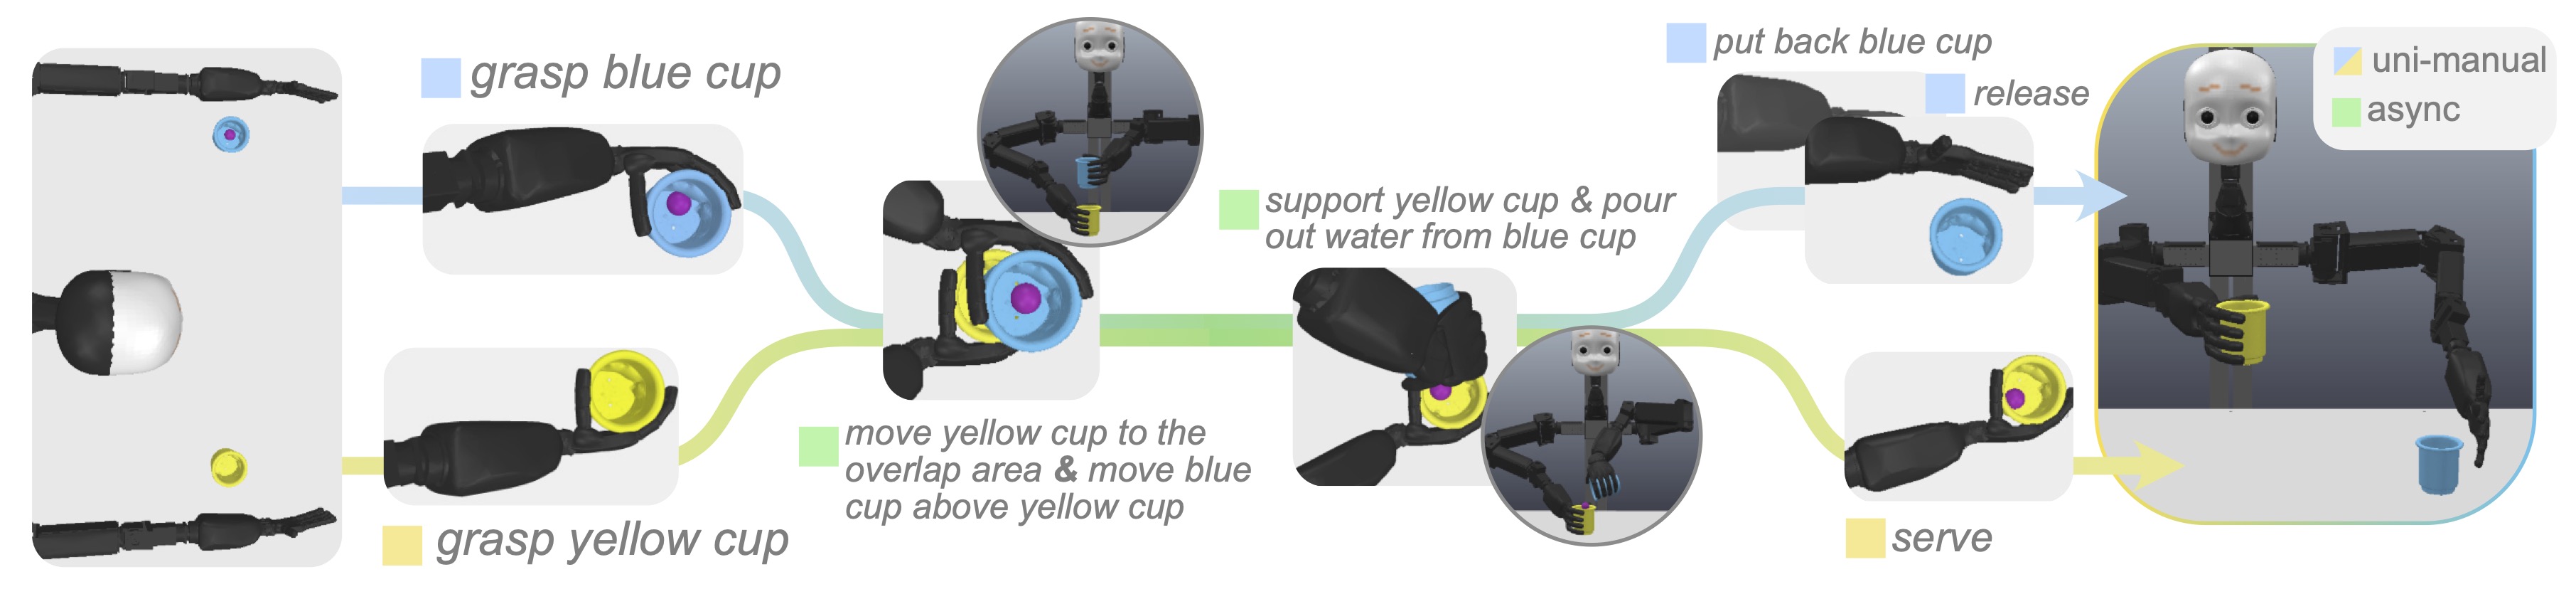 grasp blue cup
grasp yellow cup
move yellow cup to the
overlap area & move blue
cup above yellow cup
support yellow cup & pour
out water from blue cup
put back blue cup
release
serve
uni-manual
async